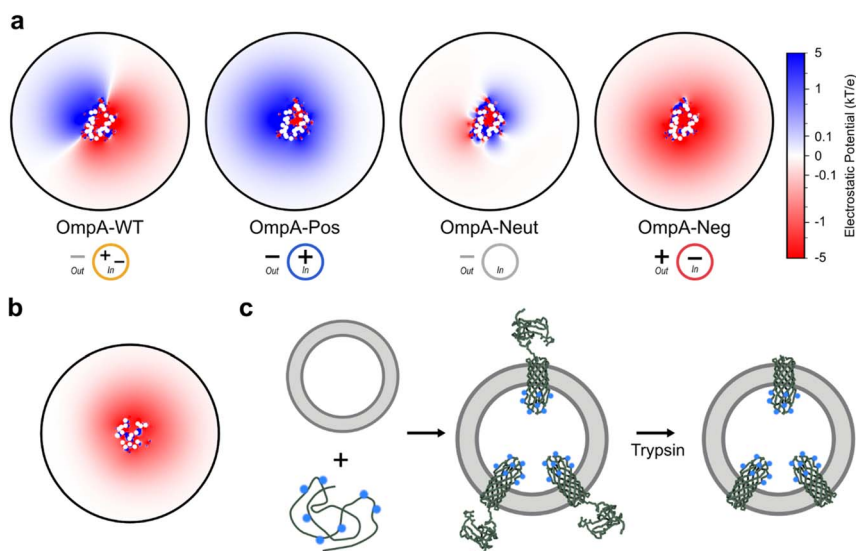 a
OmpA-WT
OmpA-Pos
OmpA-Neut
OmpA-Neg
− Out + − In
− Out + In
− Out In
+ Out − In
5
1
0.1
0
-0.1
-1
-5
Electrostatic Potential (kT/e)
b
c
+
Trypsin